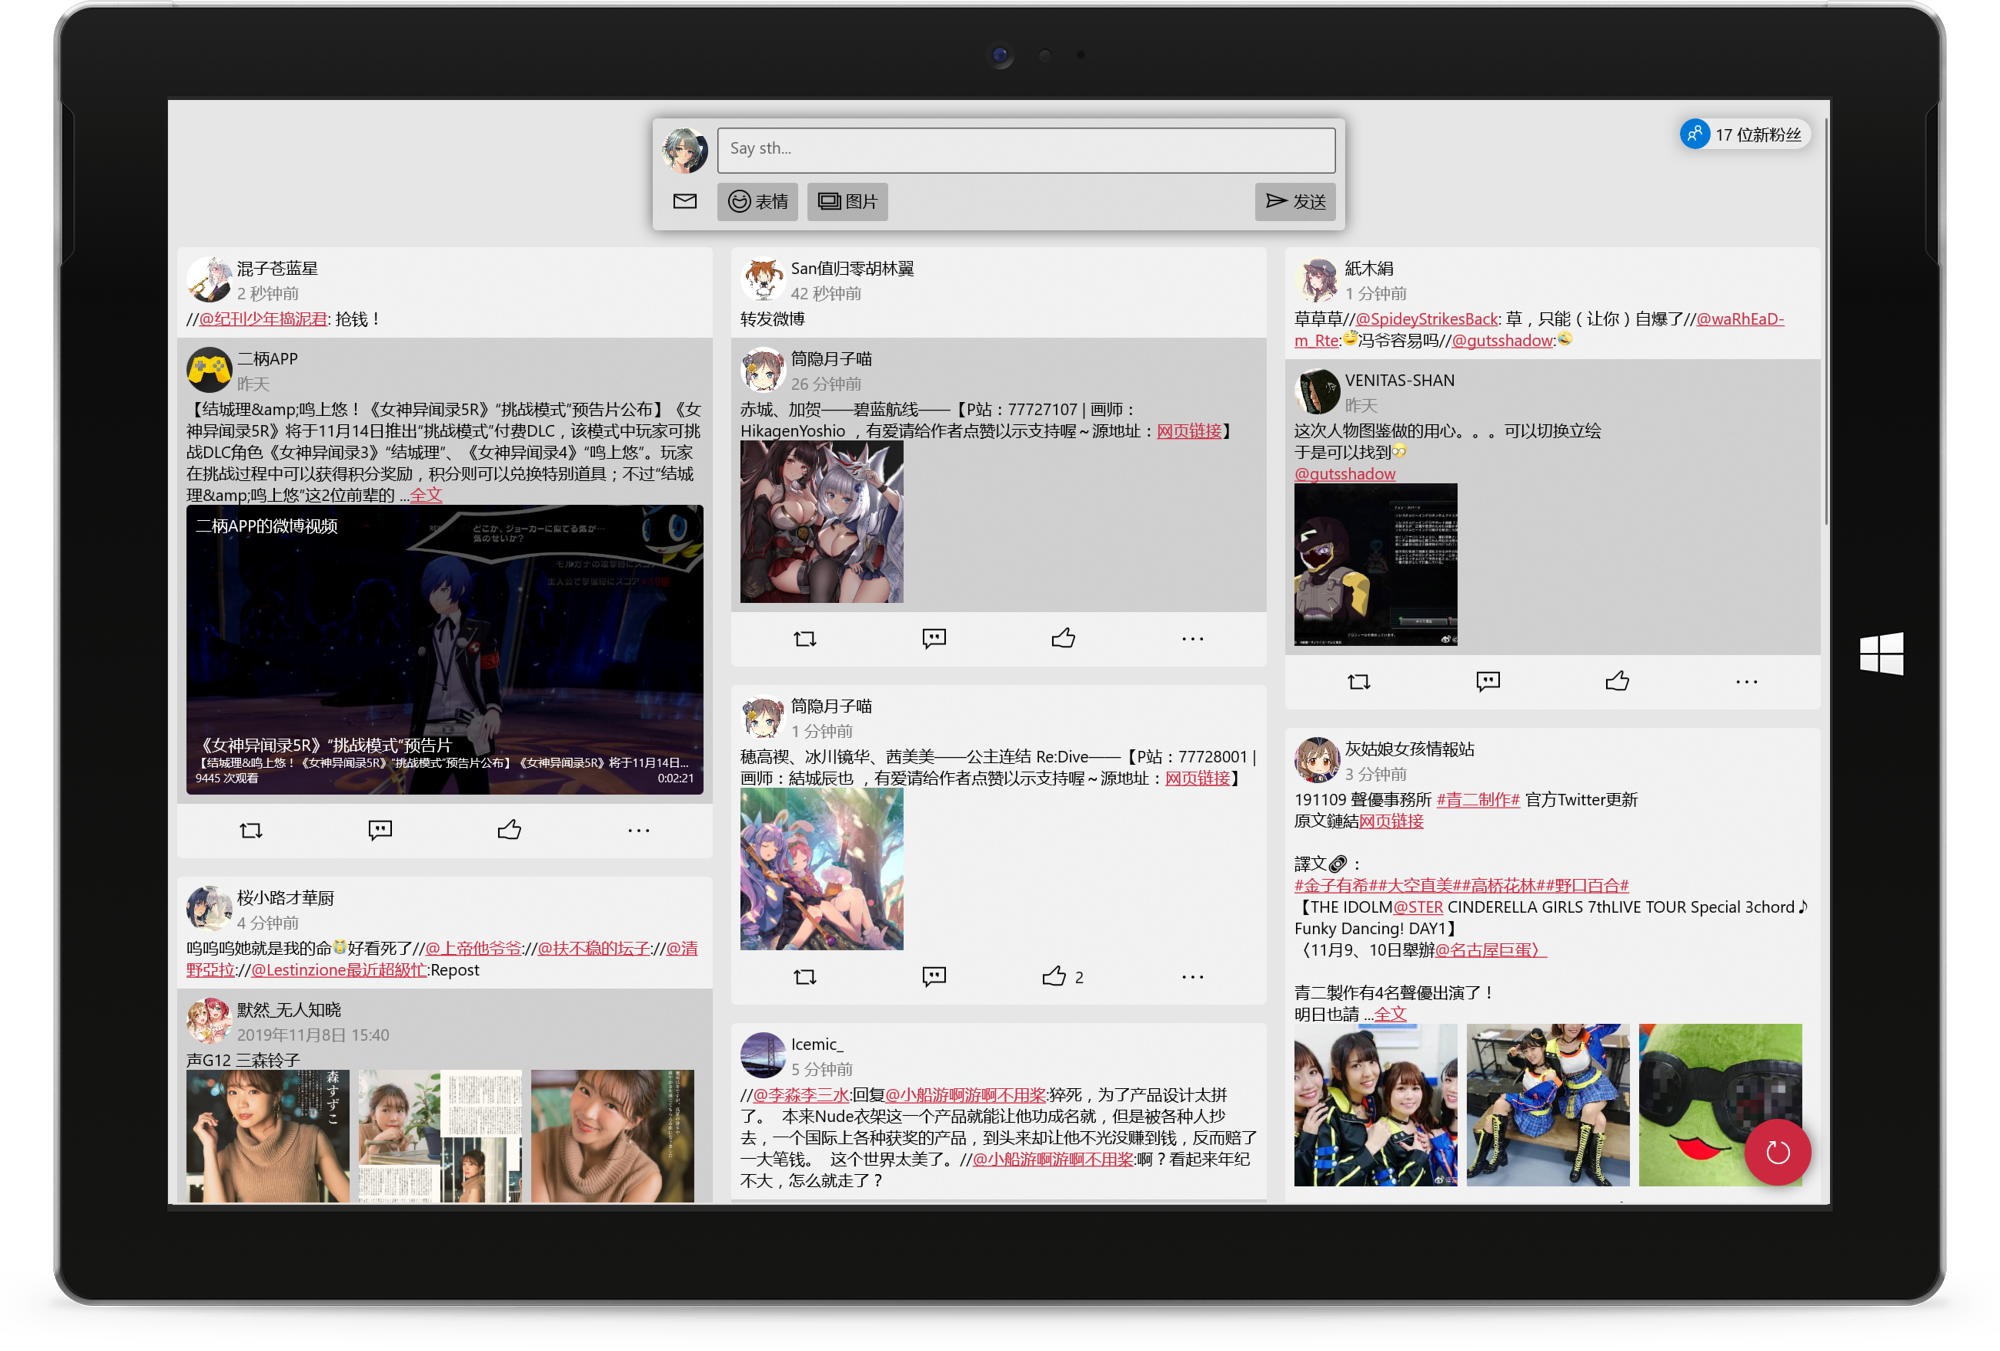 Say sth...
表情
图片
发送
17 位新粉丝
混子苍蓝星
2 秒钟前
//@纪刊少年捣泥君: 抢钱！
二柄APP
昨天
【结城理&amp;鸣上悠！《女神异闻录5R》“挑战模式”预告片公布】《女
神异闻录5R》将于11月14日推出“挑战模式”付费DLC，该模式中玩家可挑
战DLC角色《女神异闻录3》“结城理”、《女神异闻录4》“鸣上悠”。玩家
在挑战过程中可以获得积分奖励，积分则可以兑换特别道具；不过“结城
理&amp;鸣上悠”这2位前辈的 ...全文
二柄APP的微博视频
どこか、ジョーカーに似てる気が…
気のせいか？
《女神异闻录5R》“挑战模式”预告片
【结城理&鸣上悠！《女神异闻录5R》“挑战模式”预告片公布】《女神异闻录5R》将于11月14日...
9445 次观看
0:02:21
桜小路才華厨
4 分钟前
呜呜呜她就是我的命😭好看死了//@上帝他爷爷://@扶不稳的坛子://@清
野亞拉://@Lestinzione最近超級忙:Repost
默然_无人知晓
2019年11月8日 15:40
声G12 三森铃子
森すずこ
San值归零胡林翼
42 秒钟前
转发微博
筒隐月子喵
26 分钟前
赤城、加贺——碧蓝航线——【P站：77727107 | 画师：
HikagenYoshio ，有爱请给作者点赞以示支持喔～源地址：网页链接】
筒隐月子喵
1 分钟前
穂高禊、冰川镜华、茜美美——公主连结 Re:Dive——【P站：77728001 |
画师：結城辰也 ，有爱请给作者点赞以示支持喔～源地址：网页链接】
2
Icemic_
5 分钟前
//@李淼李三水:回复@小船游啊游啊不用桨:猝死，为了产品设计太拼
了。 本来Nude衣架这一个产品就能让他功成名就，但是被各种人抄
去，一个国际上各种获奖的产品，到头来却让他不光没赚到钱，反而赔了
一大笔钱。 这个世界太美了。//@小船游啊游啊不用桨:啊？看起来年纪
不大，怎么就走了？
紙木絹
1 分钟前
草草草//@SpideyStrikesBack: 草，只能（让你）自爆了//@waRhEaD-
m_Rte:冯爷容易吗//@gutsshadow:
VENITAS-SHAN
昨天
这次人物图鉴做的用心。。。可以切换立绘
于是可以找到
@gutsshadow
灰姑娘女孩情報站
3 分钟前
191109 聲優事務所 #青二制作# 官方Twitter更新
原文鏈結网页链接
譯文：
#金子有希##大空直美##高桥花林##野口百合#
【THE IDOLM@STER CINDERELLA GIRLS 7thLIVE TOUR Special 3chord♪
Funky Dancing! DAY1】
〈11月9、10日舉辦@名古屋巨蛋〉
青二製作有4名聲優出演了！
明日也請 ...全文